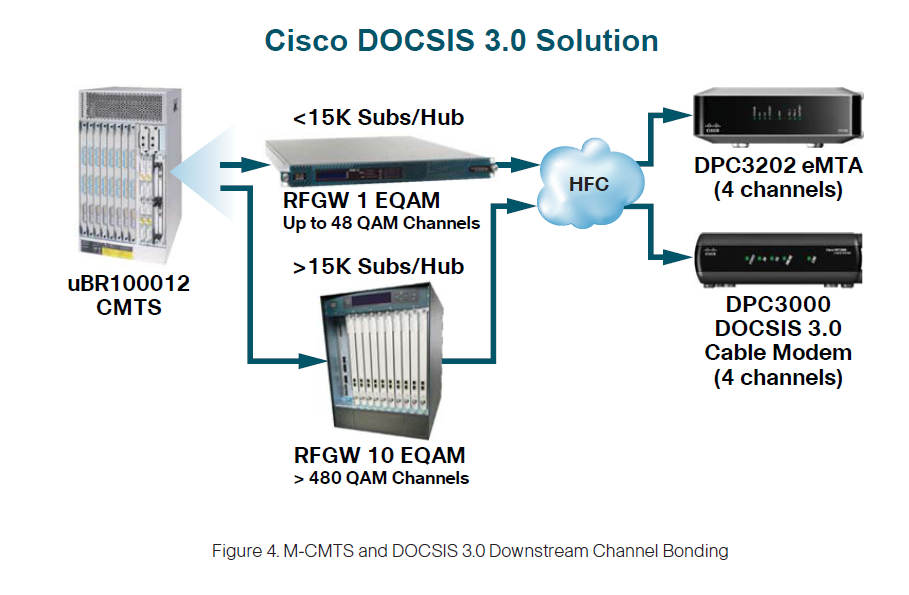 Cisco DOCSIS 3.0 Solution
<15K Subs/Hub
RFGW 1 EQAM
Up to 48 QAM Channels
>15K Subs/Hub
uBR100012
CMTS
RFGW 10 EQAM
> 480 QAM Channels
HFC
CISCO
DPC3202 eMTA
(4 channels)
CISCO
DPC3000
DOCSIS 3.0
Cable Modem
(4 channels)
Figure 4. M-CMTS and DOCSIS 3.0 Downstream Channel Bonding